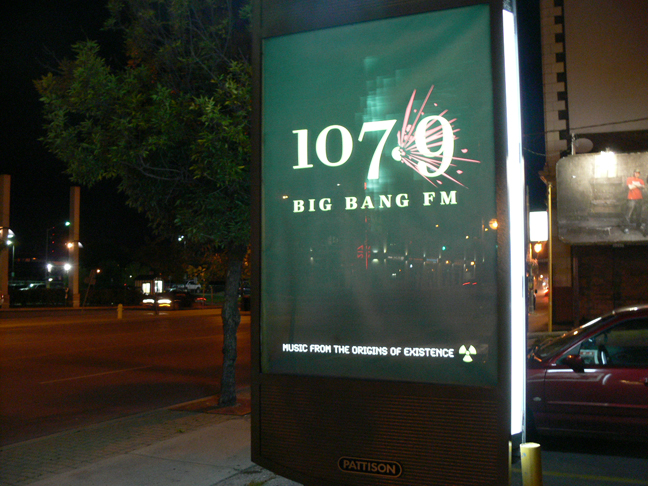 107.9
BIG BANG FM
MUSIC FROM THE ORIGINS OF EXISTENCE
PATTISON